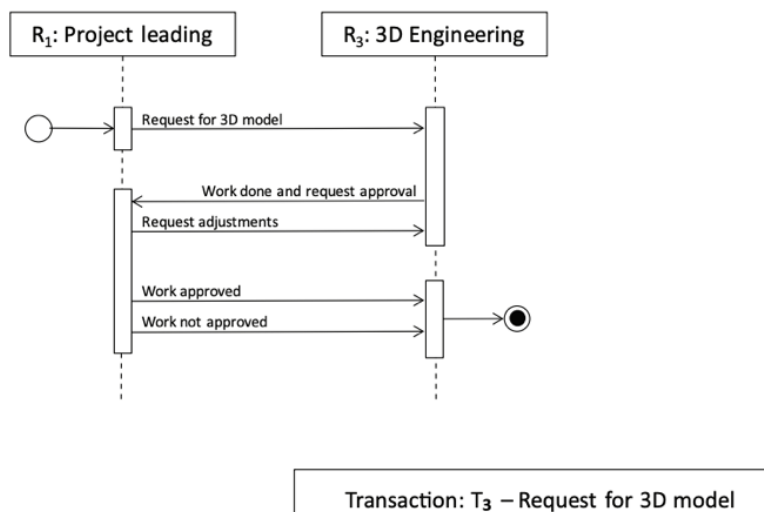 R₁: Project leading
R₃: 3D Engineering
Request for 3D model
Work done and request approval
Request adjustments
Work approved
Work not approved
Transaction: T₃ – Request for 3D model